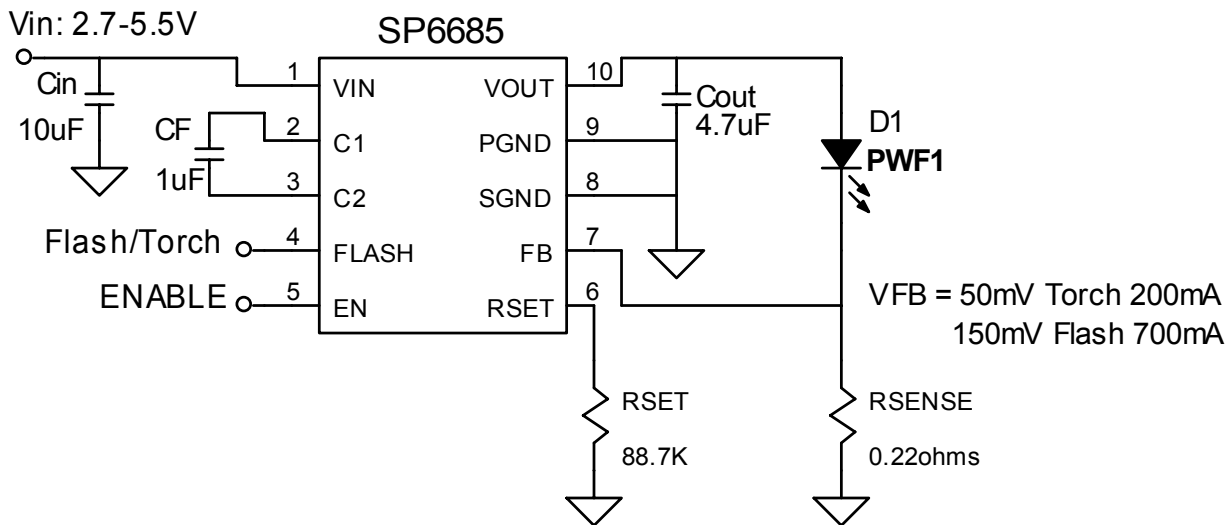 Vin: 2.7-5.5V
SP6685
Cin
10uF
CF
1uF
1
VIN
2
C1
3
C2
Flash/Torch
4
FLASH
ENABLE
5
EN
VOUT
10
PGND
9
SGND
8
FB
7
RSET
6
Cout
4.7uF
D1
PWF1
VFB = 50mV Torch 200mA
150mV Flash 700mA
RSET
88.7K
RSENSE
0.22ohms